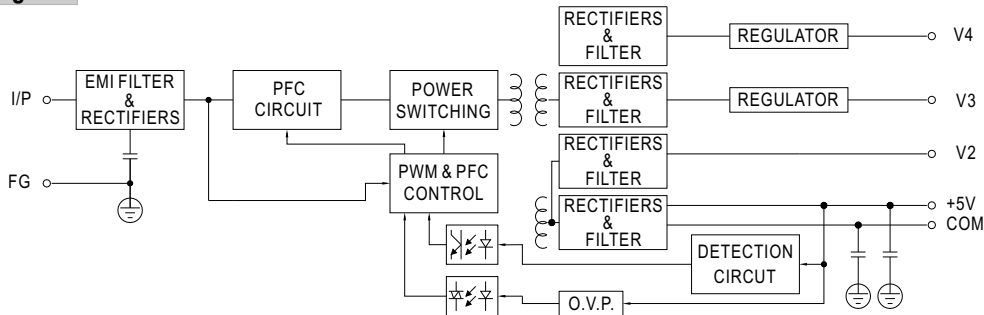 RECTIFIERS
&
FILTER
REGULATOR
V4
I/P
EMI FILTER
&
RECTIFIERS
PFC
CIRCUIT
POWER
SWITCHING
RECTIFIERS
&
FILTER
REGULATOR
V3
FG
PWM & PFC
CONTROL
RECTIFIERS
&
FILTER
V2
RECTIFIERS
&
FILTER
+5V
COM
DETECTION
CIRCUT
O.V.P.